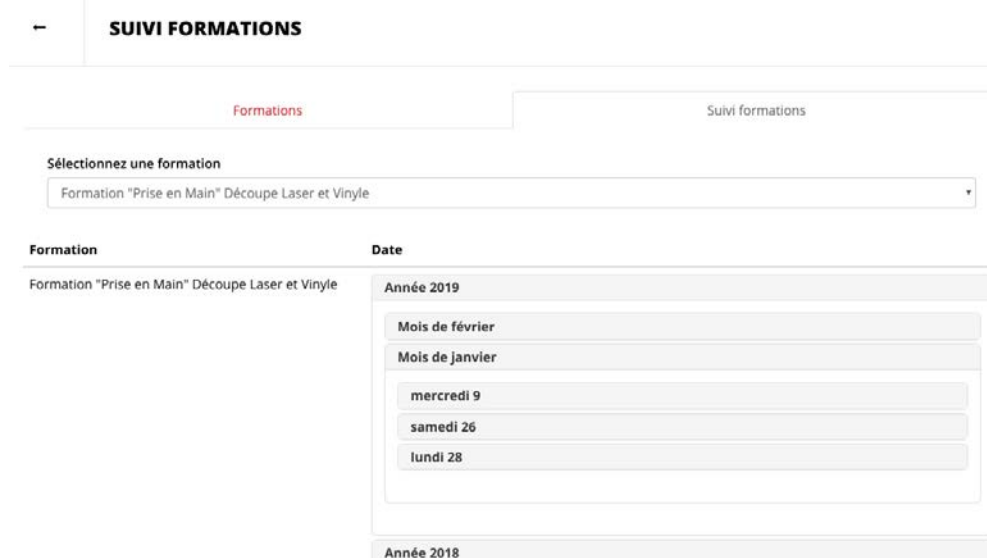 ←
SUIVI FORMATIONS
Formations
Suivi formations
Sélectionnez une formation
Formation "Prise en Main" Découpe Laser et Vinyle
Formation
Date
Formation "Prise en Main" Découpe Laser et Vinyle
Année 2019
Mois de février
Mois de janvier
mercredi 9
samedi 26
lundi 28
Année 2018